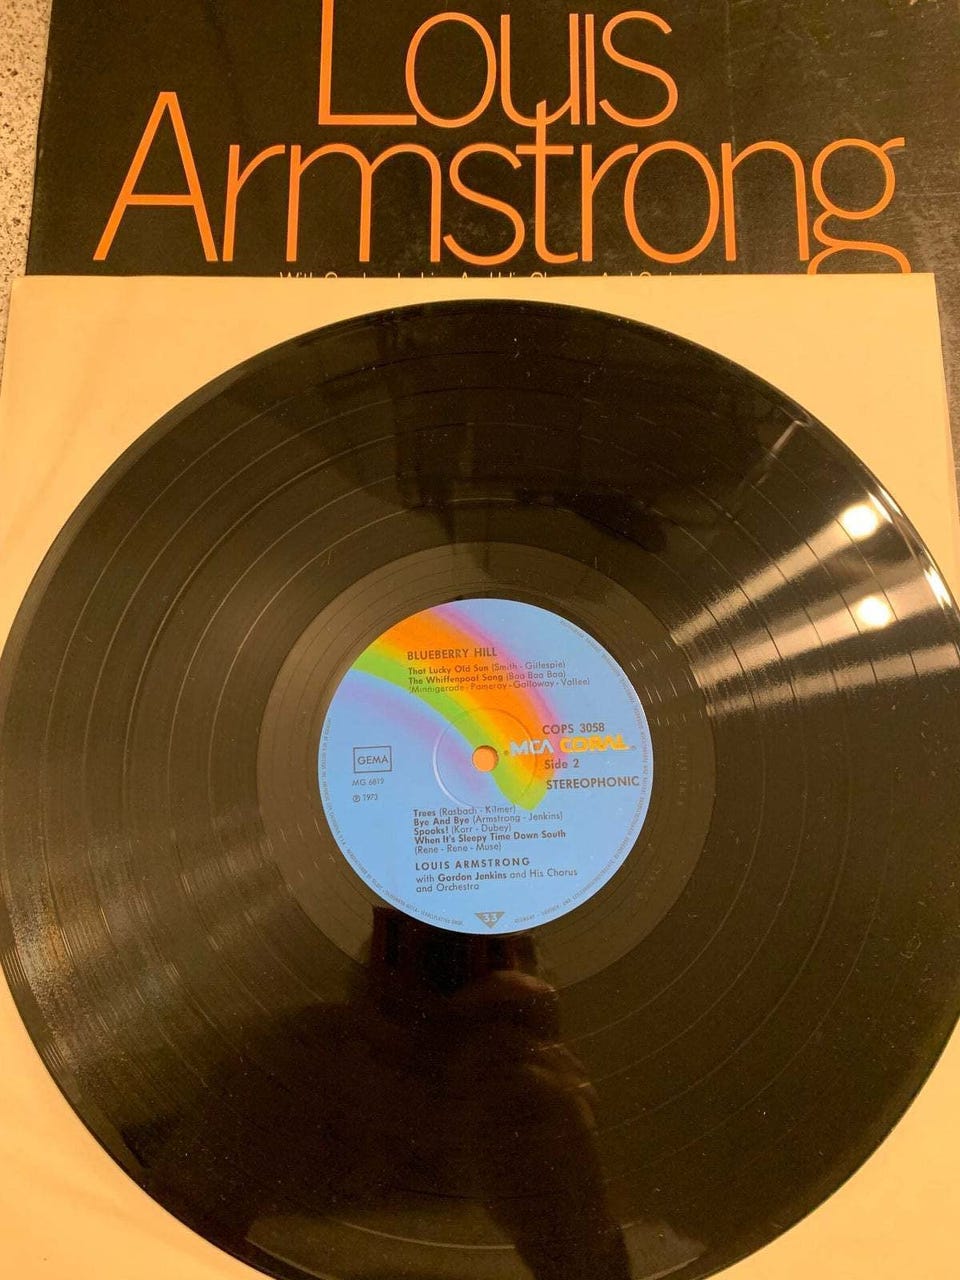 Louis
Armstrong
BLUEBERRY HILL
That Lucky Old Sun (Smith - Gillespie)
The Whiffenpoof Song (Baa Baa Baa)
(Minnigerode - Pomeroy - Galloway - Vallee)
COPS 3058
MCA CORAL
Side 2
STEREOPHONIC
GEMA
MG 6819
℗ 1973
Trees (Rasbach - Kilmer)
Bye And Bye (Armstrong - Jenkins)
Spooks! (Karr - Dubey)
When It's Sleepy Time Down South
(Rene - Rene - Muse)
LOUIS ARMSTRONG
with Gordon Jenkins and His Chorus
and Orchestra
33